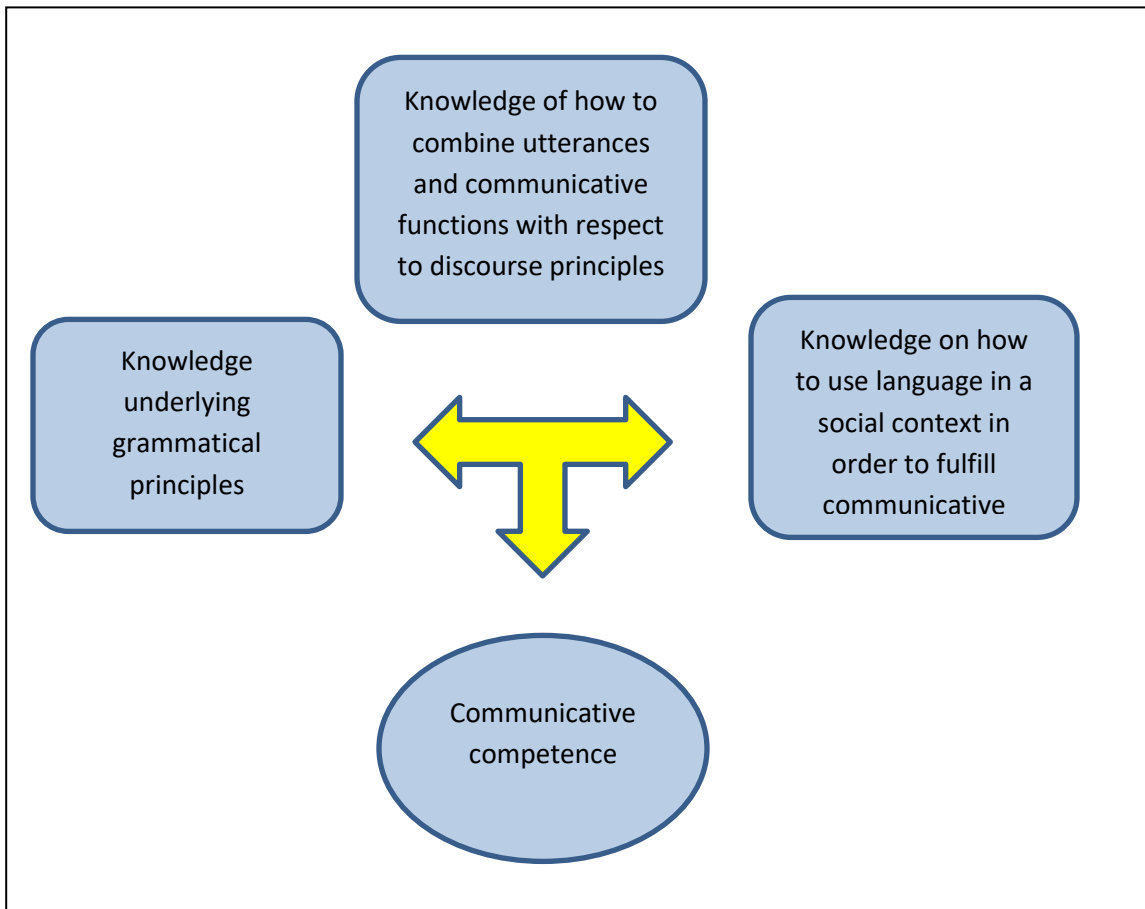 Knowledge of how to
combine utterances
and communicative
functions with respect
to discourse principles
Knowledge
underlying
grammatical
principles
Knowledge on how
to use language in a
social context in
order to fulfill
communicative
Communicative
competence